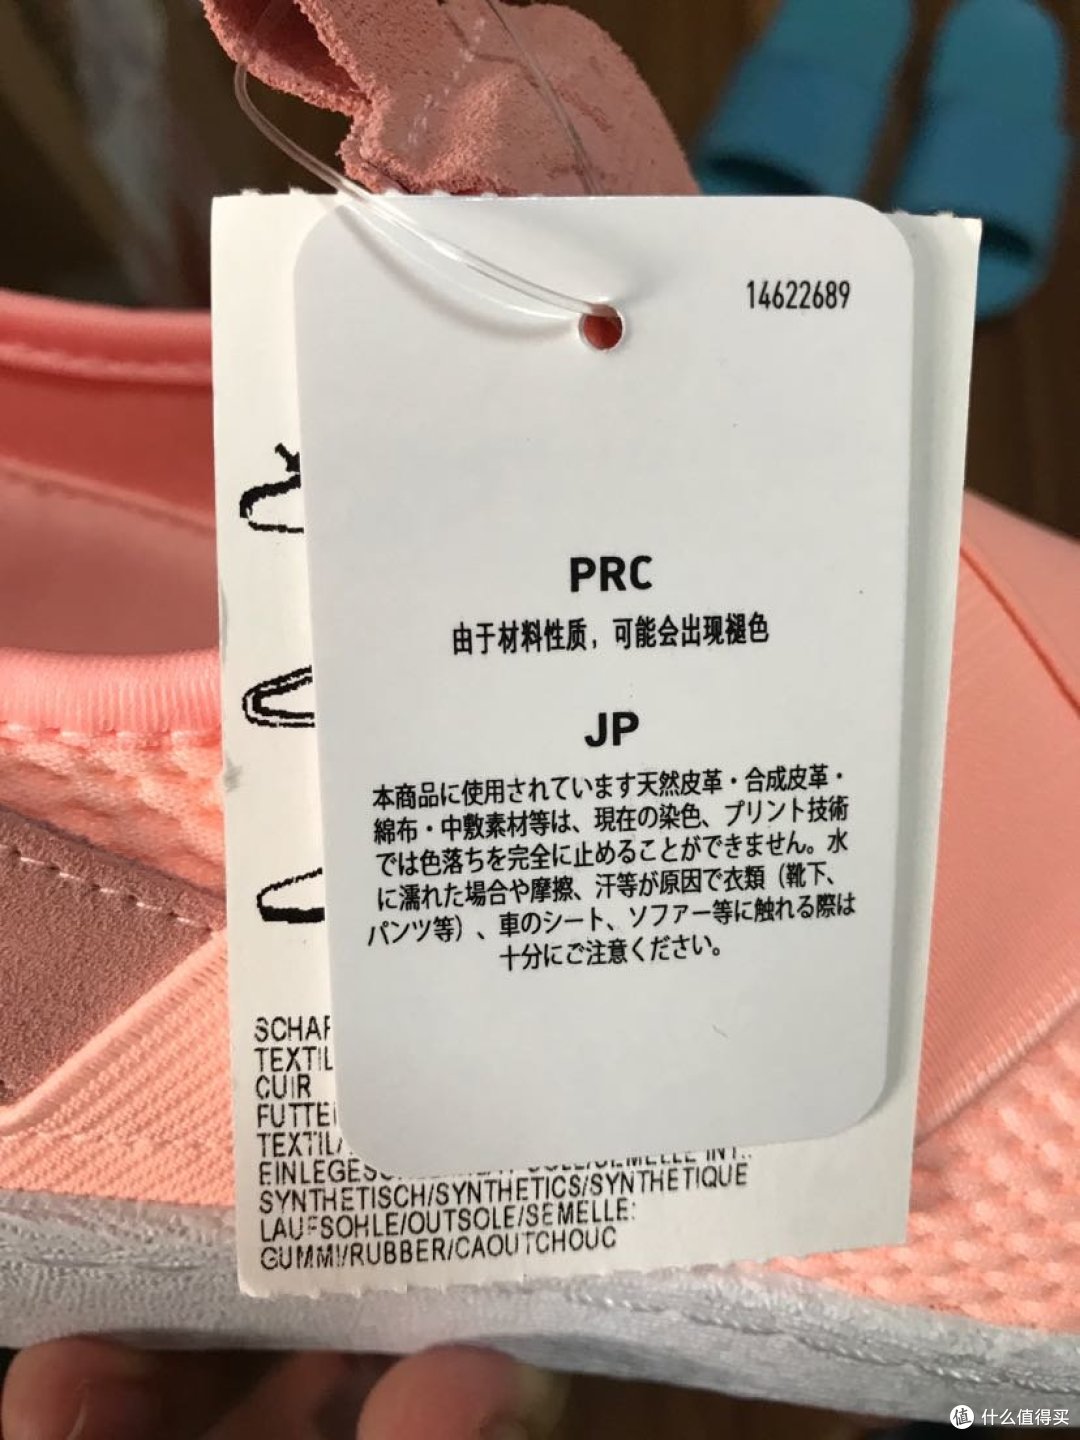 14622689
PRC
由于材料性质，可能会出现褪色
JP
本商品に使用されています天然皮革・合成皮革・
綿布・中敷素材等は、現在の染色、プリント技術
では色落ちを完全に止めることができません。水
に濡れた場合や摩擦、汗等が原因で衣類（靴下、
パンツ等）、車のシート、ソファー等に触れる際は
十分にご注意ください。
CUIR
SYNTHETISCH/SYNTHETICS/SYNTHETIQUE
LAUFSOHLE/OUTSOLE/SEMELLE:
GUMMI/RUBBER/CAOUTCHOUC
值 什么值得买